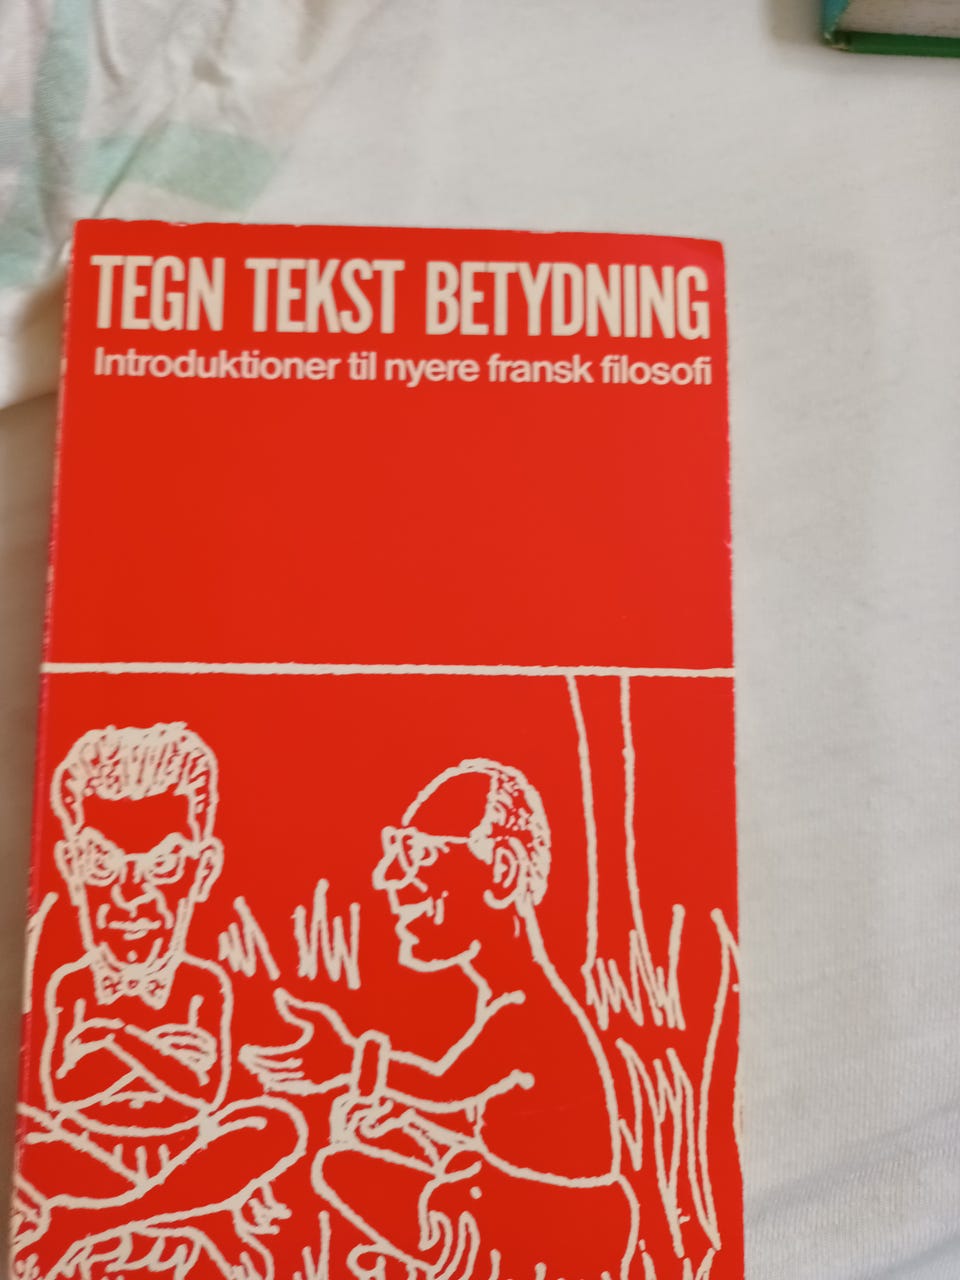 TEGN TEKST BETYDNING
Introduktioner til nyere fransk filosofi